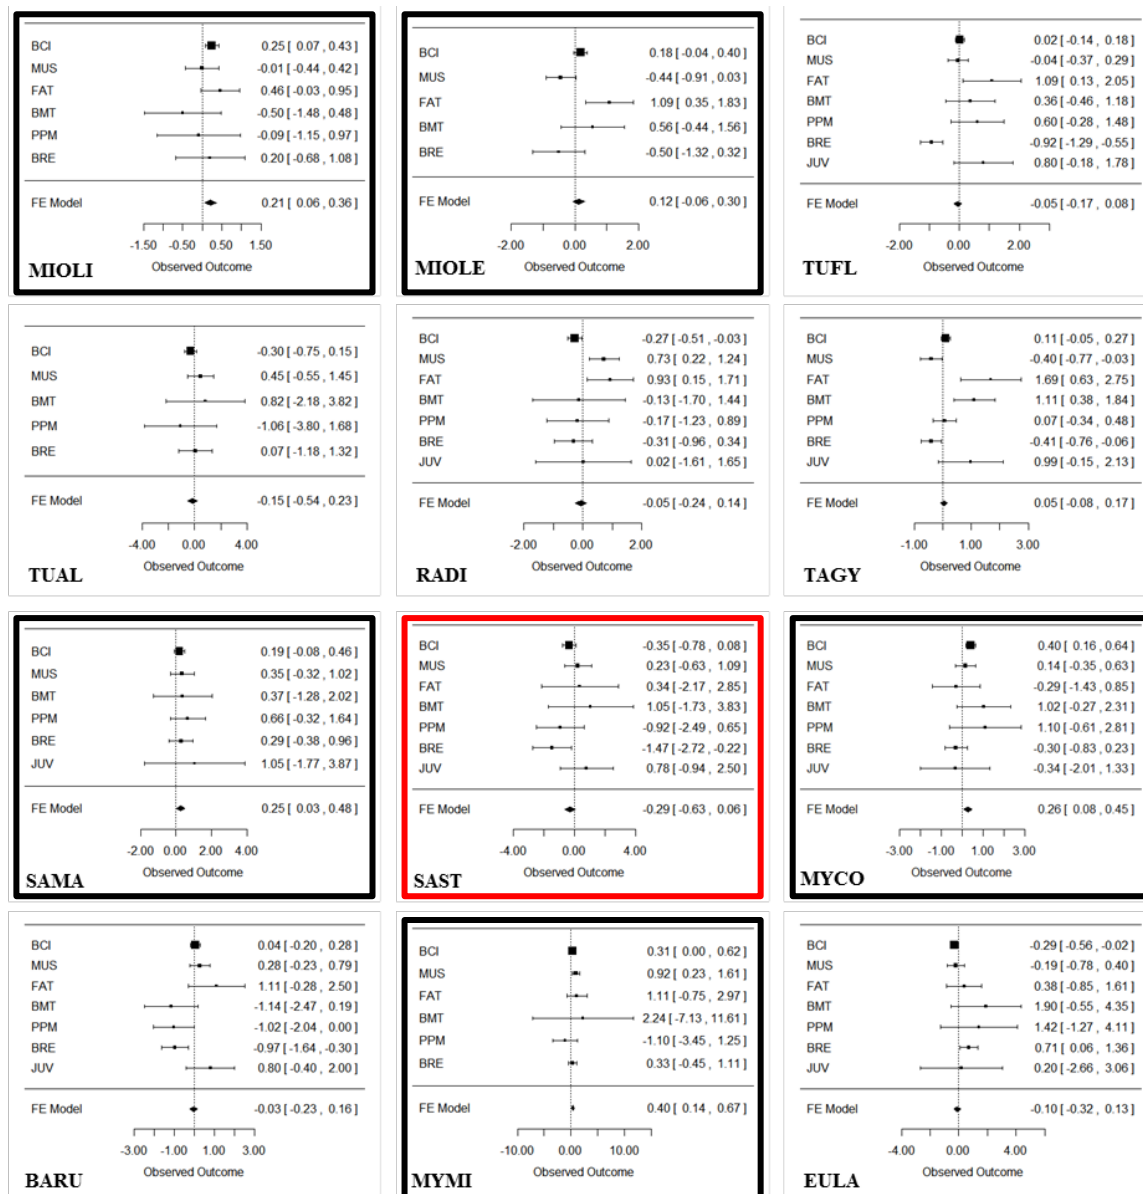 BCI 0.25 [ 0.07 , 0.43 ]
MUS -0.01 [ -0.44 , 0.42 ]
FAT 0.46 [ -0.03 , 0.95 ]
BMT -0.50 [ -1.48 , 0.48 ]
PPM -0.09 [ -1.15 , 0.97 ]
BRE 0.20 [ -0.68 , 1.08 ]
FE Model 0.21 [ 0.06 , 0.36 ]
-1.50 -0.50 0.50 1.50
Observed Outcome
MIOLI
BCI 0.18 [ -0.04 , 0.40 ]
MUS -0.44 [ -0.91 , 0.03 ]
FAT 1.09 [ 0.35 , 1.83 ]
BMT 0.56 [ -0.44 , 1.56 ]
BRE -0.50 [ -1.32 , 0.32 ]
FE Model 0.12 [ -0.06 , 0.30 ]
-2.00 0.00 2.00
Observed Outcome
MIOLE
BCI 0.02 [ -0.14 , 0.18 ]
MUS -0.04 [ -0.37 , 0.29 ]
FAT 1.09 [ 0.13 , 2.05 ]
BMT 0.36 [ -0.46 , 1.18 ]
PPM 0.60 [ -0.28 , 1.48 ]
BRE -0.92 [ -1.29 , -0.55 ]
JUV 0.80 [ -0.18 , 1.78 ]
FE Model -0.05 [ -0.17 , 0.08 ]
-2.00 0.00 2.00
Observed Outcome
TUFL
BCI -0.30 [ -0.75 , 0.15 ]
MUS 0.45 [ -0.55 , 1.45 ]
BMT 0.82 [ -2.18 , 3.82 ]
PPM -1.06 [ -3.80 , 1.68 ]
BRE 0.07 [ -1.18 , 1.32 ]
FE Model -0.15 [ -0.54 , 0.23 ]
-4.00 0.00 4.00
Observed Outcome
TUAL
BCI -0.27 [ -0.51 , -0.03 ]
MUS 0.73 [ 0.22 , 1.24 ]
FAT 0.93 [ 0.15 , 1.71 ]
BMT -0.13 [ -1.70 , 1.44 ]
PPM -0.17 [ -1.23 , 0.89 ]
BRE -0.31 [ -0.96 , 0.34 ]
JUV 0.02 [ -1.61 , 1.65 ]
FE Model -0.05 [ -0.24 , 0.14 ]
-2.00 0.00 2.00
Observed Outcome
RADI
BCI 0.11 [ -0.05 , 0.27 ]
MUS -0.40 [ -0.77 , -0.03 ]
FAT 1.69 [ 0.63 , 2.75 ]
BMT 1.11 [ 0.38 , 1.84 ]
PPM 0.07 [ -0.34 , 0.48 ]
BRE -0.41 [ -0.76 , -0.06 ]
JUV 0.99 [ -0.15 , 2.13 ]
FE Model 0.05 [ -0.08 , 0.17 ]
-1.00 1.00 3.00
Observed Outcome
TAGY
BCI 0.19 [ -0.08 , 0.46 ]
MUS 0.35 [ -0.32 , 1.02 ]
BMT 0.37 [ -1.28 , 2.02 ]
PPM 0.66 [ -0.32 , 1.64 ]
BRE 0.29 [ -0.38 , 0.96 ]
JUV 1.05 [ -1.77 , 3.87 ]
FE Model 0.25 [ 0.03 , 0.48 ]
-2.00 0.00 2.00 4.00
Observed Outcome
SAMA
BCI -0.35 [ -0.78 , 0.08 ]
MUS 0.23 [ -0.63 , 1.09 ]
FAT 0.34 [ -2.17 , 2.85 ]
BMT 1.05 [ -1.73 , 3.83 ]
PPM -0.92 [ -2.49 , 0.65 ]
BRE -1.47 [ -2.72 , -0.22 ]
JUV 0.78 [ -0.94 , 2.50 ]
FE Model -0.29 [ -0.63 , 0.06 ]
-4.00 0.00 4.00
Observed Outcome
SAST
BCI 0.40 [ 0.16 , 0.64 ]
MUS 0.14 [ -0.35 , 0.63 ]
FAT -0.29 [ -1.43 , 0.85 ]
BMT 1.02 [ -0.27 , 2.31 ]
PPM 1.10 [ -0.61 , 2.81 ]
BRE -0.30 [ -0.83 , 0.23 ]
JUV -0.34 [ -2.01 , 1.33 ]
FE Model 0.26 [ 0.08 , 0.45 ]
-3.00 -1.00 1.00 3.00
Observed Outcome
MYCO
BCI 0.04 [ -0.20 , 0.28 ]
MUS 0.28 [ -0.23 , 0.79 ]
FAT 1.11 [ -0.28 , 2.50 ]
BMT -1.14 [ -2.47 , 0.19 ]
PPM -1.02 [ -2.04 , 0.00 ]
BRE -0.97 [ -1.64 , -0.30 ]
JUV 0.80 [ -0.40 , 2.00 ]
FE Model -0.03 [ -0.23 , 0.16 ]
-3.00 -1.00 1.00 3.00
Observed Outcome
BARU
BCI 0.31 [ 0.00 , 0.62 ]
MUS 0.92 [ 0.23 , 1.61 ]
FAT 1.11 [ -0.75 , 2.97 ]
BMT 2.24 [ -7.13 , 11.61 ]
PPM -1.10 [ -3.45 , 1.25 ]
BRE 0.33 [ -0.45 , 1.11 ]
FE Model 0.40 [ 0.14 , 0.67 ]
-10.00 0.00 10.00
Observed Outcome
MYMI
BCI -0.29 [ -0.56 , -0.02 ]
MUS -0.19 [ -0.78 , 0.40 ]
FAT 0.38 [ -0.85 , 1.61 ]
BMT 1.90 [ -0.55 , 4.35 ]
PPM 1.42 [ -1.27 , 4.11 ]
BRE 0.71 [ 0.06 , 1.36 ]
JUV 0.20 [ -2.66 , 3.06 ]
FE Model -0.10 [ -0.32 , 0.13 ]
-4.00 0.00 4.00
Observed Outcome
EULA